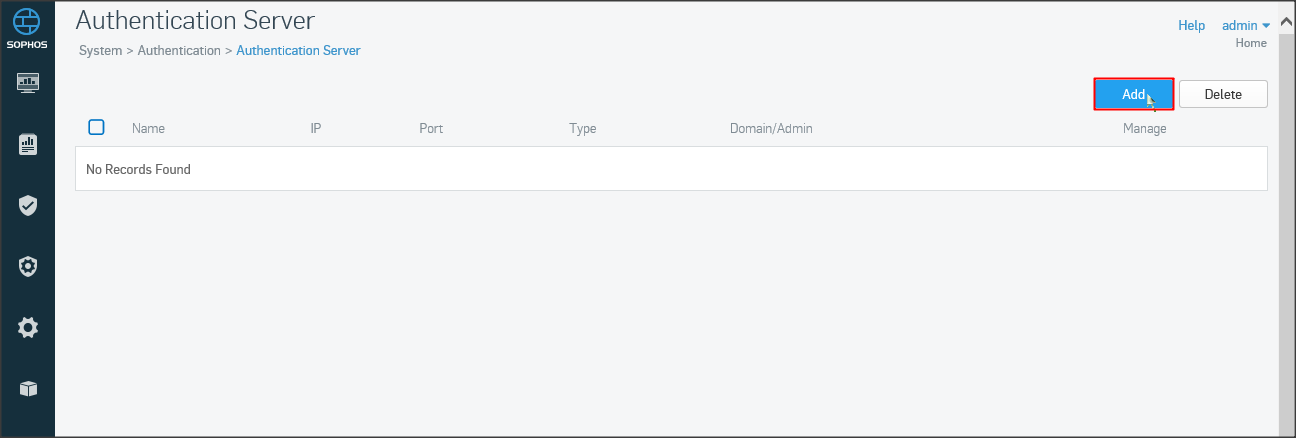 Authentication Server
SOPHOS
Help admin
System > Authentication > Authentication Server
Home
Add Delete
Name IP Port Type Domain/Admin Manage
No Records Found